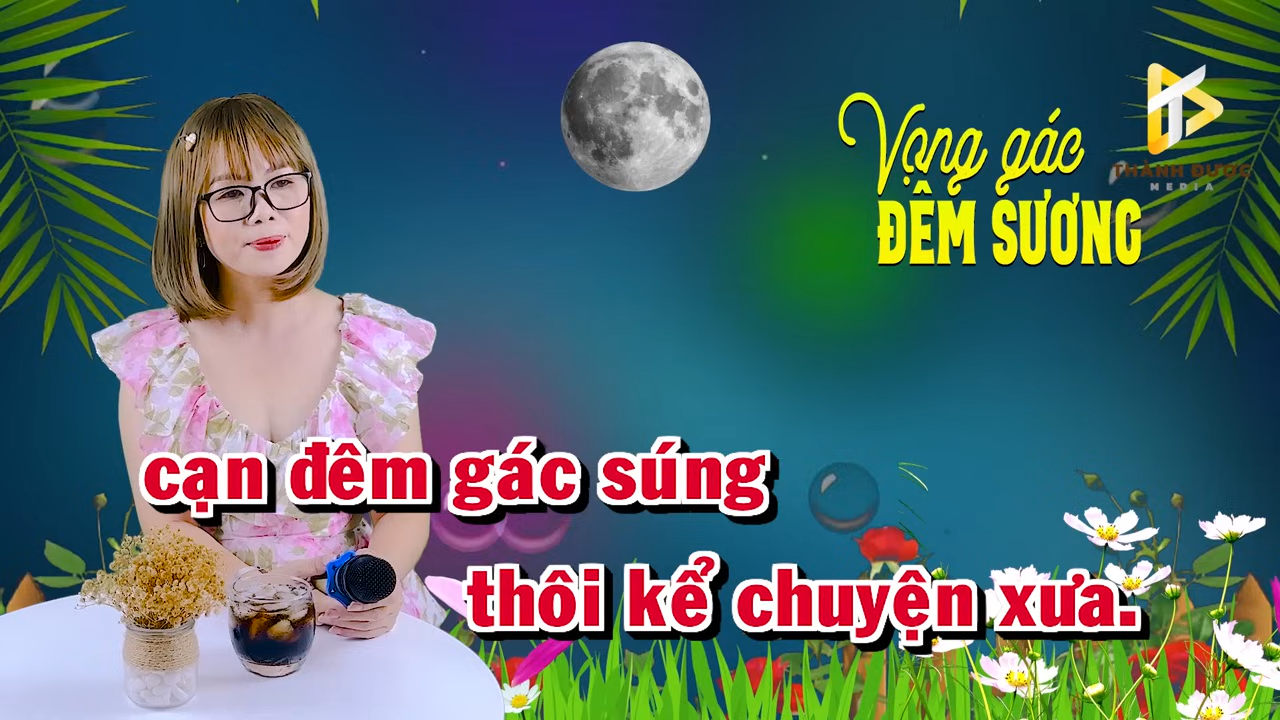 Vọng gác
ĐÊM SƯƠNG
THÀNH ĐƯỢC
MEDIA
cạn đêm gác súng
thôi kể chuyện xưa.